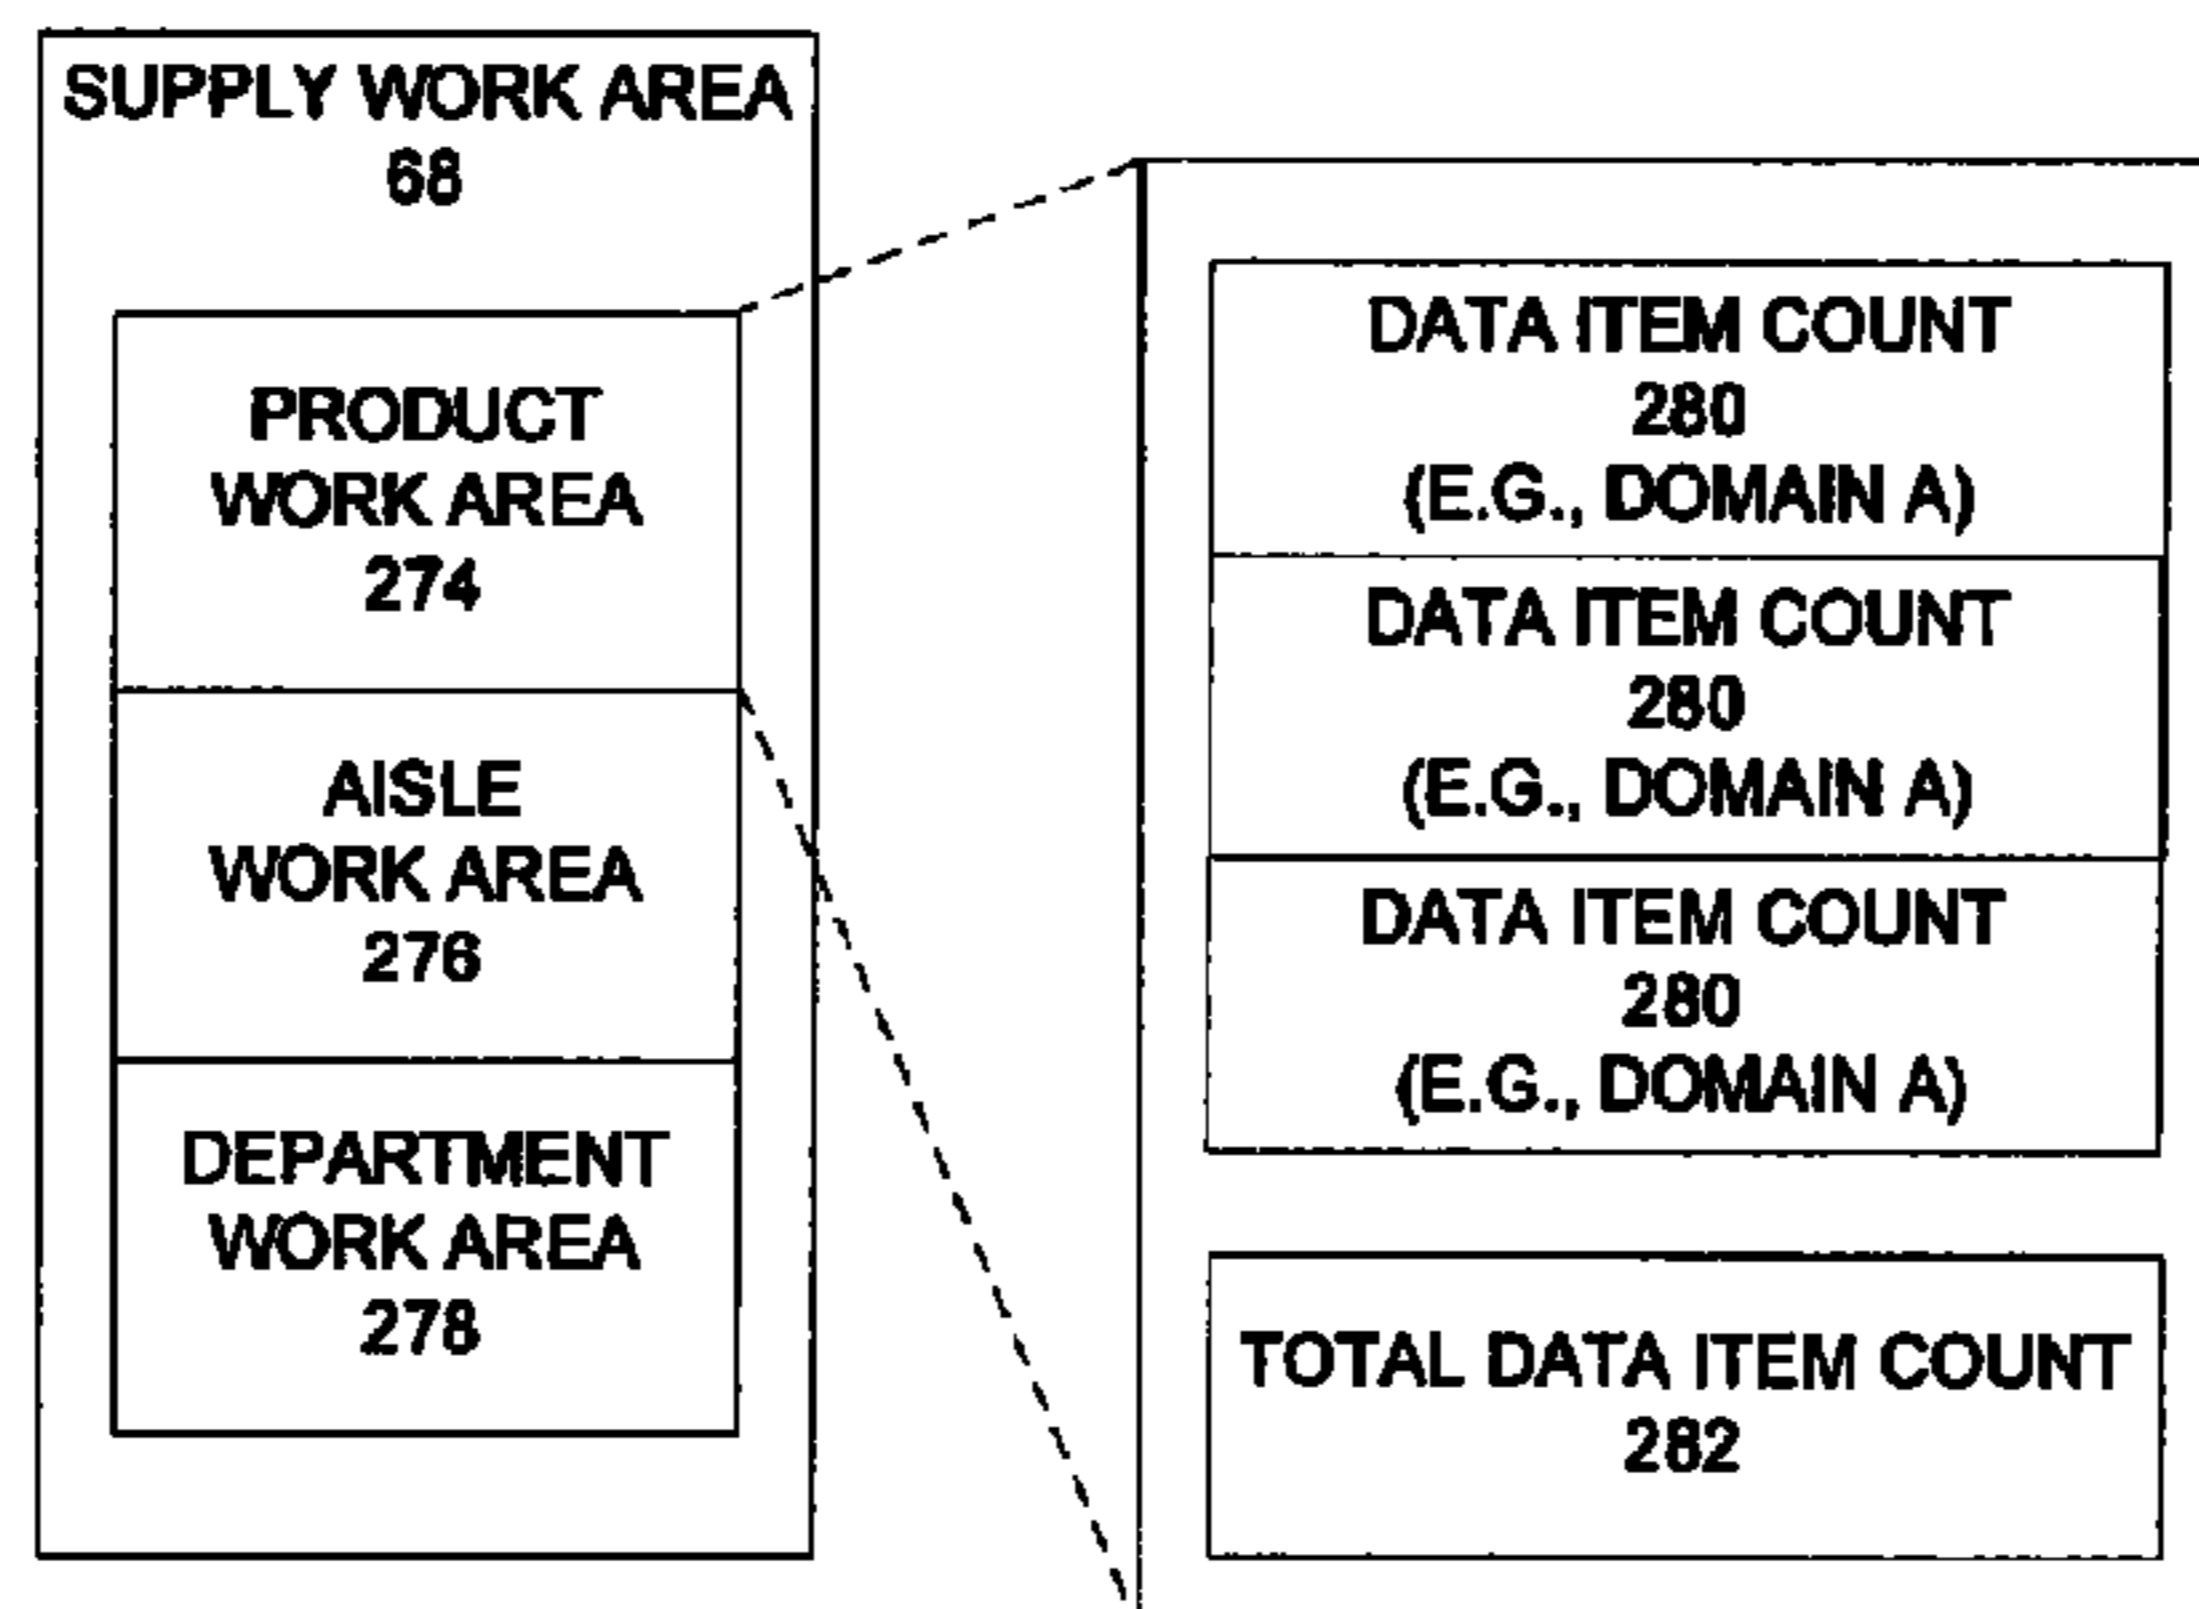 SUPPLY WORK AREA
68
PRODUCT
WORK AREA
274
AISLE
WORK AREA
276
DEPARTMENT
WORK AREA
278
DATA ITEM COUNT
280
(E.G., DOMAIN A)
DATA ITEM COUNT
280
(E.G., DOMAIN A)
DATA ITEM COUNT
280
(E.G., DOMAIN A)
TOTAL DATA ITEM COUNT
282